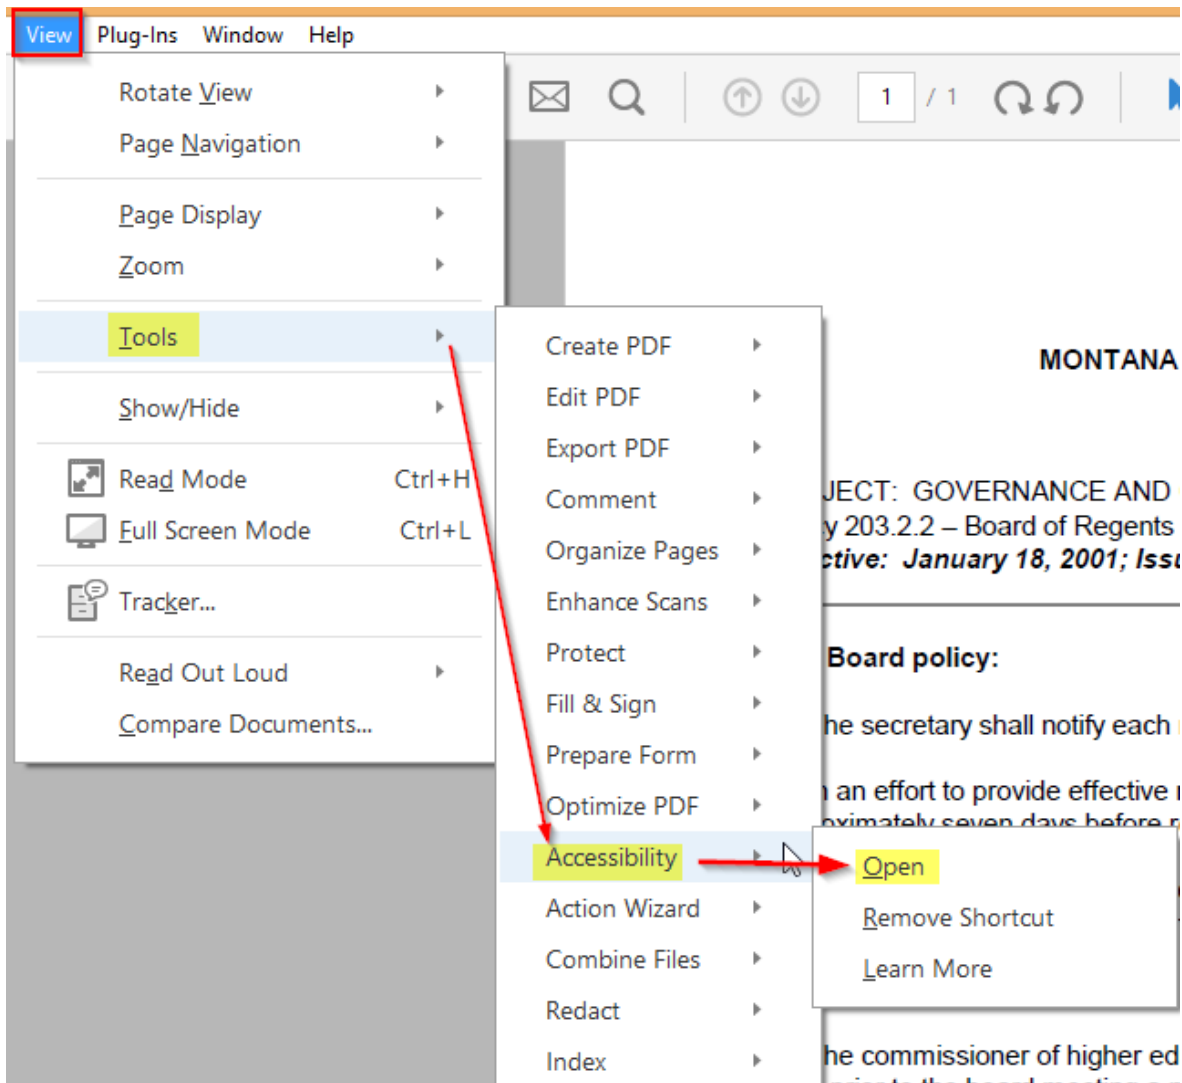 View Plug-Ins Window Help
1 / 1
Rotate View
Page Navigation
Page Display
Zoom
Tools
Show/Hide
Read Mode Ctrl+H
Full Screen Mode Ctrl+L
Tracker...
Read Out Loud
Compare Documents...
Create PDF
Edit PDF
Export PDF
Comment
Organize Pages
Enhance Scans
Protect
Fill & Sign
Prepare Form
Optimize PDF
Accessibility
Action Wizard
Combine Files
Redact
Index
Open
Remove Shortcut
Learn More
MONTANA
JECT: GOVERNANCE AND
y 203.2.2 – Board of Regents
ctive: January 18, 2001; Issu
Board policy:
he secretary shall notify each
an effort to provide effective
oximately seven days before r
he commissioner of higher ed